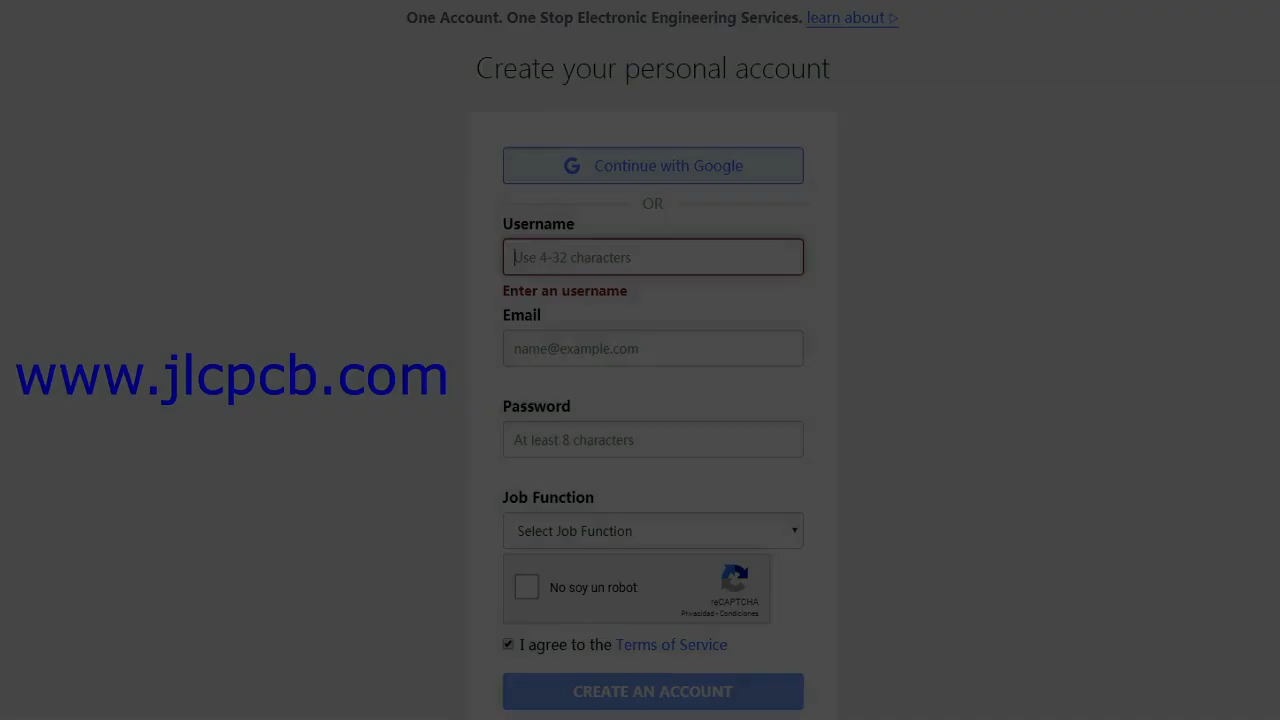 One Account. One Stop Electronic Engineering Services. learn about ▷
Create your personal account
Continue with Google
OR
Username
Use 4-32 characters
Enter an username
Email
name@example.com
www.jlcpcb.com
Password
At least 8 characters
Job Function
Select Job Function
No soy un robot
reCAPTCHA
Privacidad - Condiciones
I agree to the Terms of Service
CREATE AN ACCOUNT